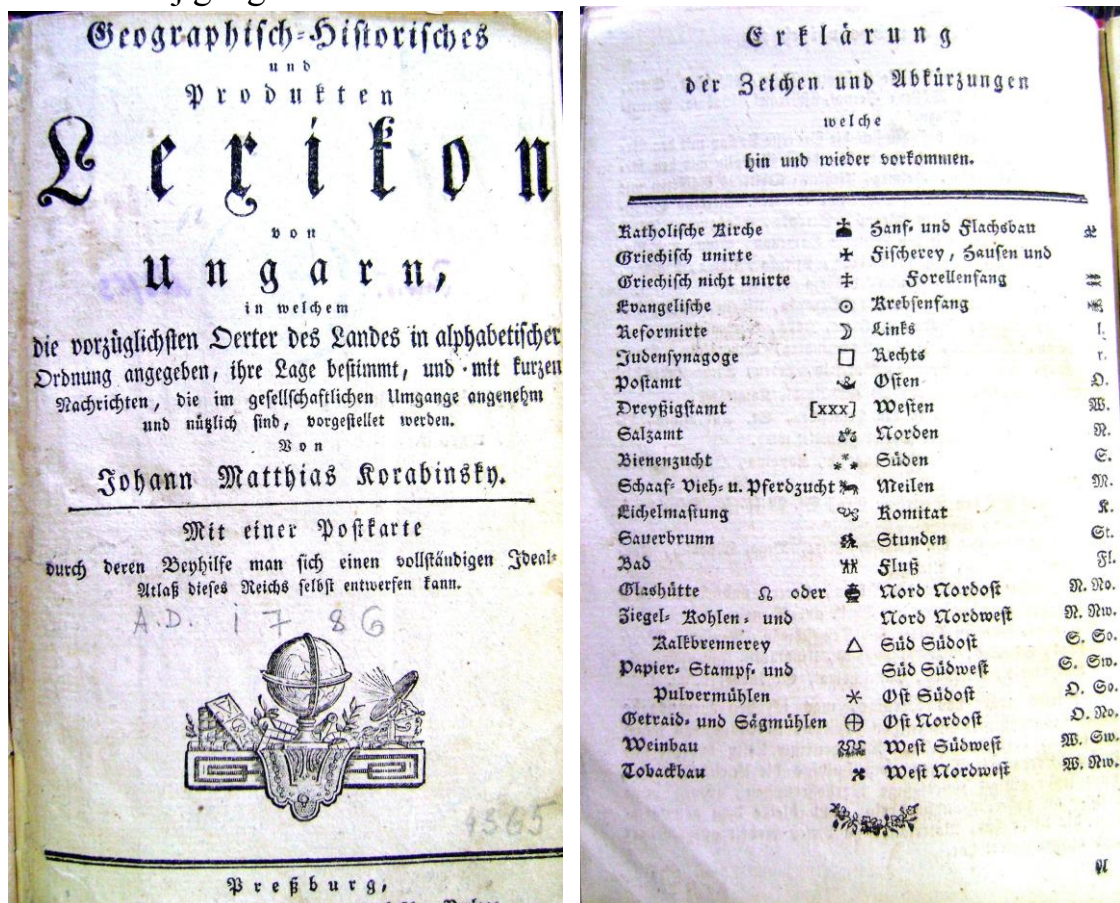 Geographisch-Historisches
und
Produkten
Lexikon
von
Ungarn,
in welchem
die vorzüglichsten Oerter des Landes in alphabetischer
Ordnung angegeben, ihre Lage bestimmt, und mit kurzen
Nachrichten, die im gesellschaftlichen Umgange angenehm
und nützlich sind, vorgestellet werden.
Von
Johann Matthias Korabinsky.
Mit einer Postkarte
durch deren Beyhilfe man sich einen vollständigen Ideal-
Atlaß dieses Reichs selbst entwerfen kann.
A.D. 1786
4365
Preßburg,
Erklärung
der Zeichen und Abkürzungen
welche
hin und wieder vorkommen.
Katholische Kirche
Griechisch unirte
Griechisch nicht unirte
Evangelische
Reformirte
Judensynagoge
Postamt
Dreyßigstamt [xxx]
Salzamt
Bienenzucht
Schaaf- Vieh- u. Pferdzucht
Eichelmastung
Sauerbrunn
Bad
Glashütte ☊ oder
Ziegel- Kohlen- und
Kalkbrennerey △
Papier- Stampf- und
Pulvermühlen
Getraid- und Sägmühlen ⊕
Weinbau
Tobackbau
Hanf- und Flachsbau
Fischerey, Hausen und
Forellenfang
Krebsenfang
Links l.
Rechts r.
Osten O.
Westen W.
Norden N.
Süden S.
Meilen M.
Komitat K.
Stunden St.
Fluß Fl.
Nord Nordost N. No.
Nord Nordwest N. Nw.
Süd Südost S. So.
Süd Südwest S. Sw.
Ost Südost O. So.
Ost Nordost O. No.
West Südwest W. Sw.
West Nordwest W. Nw.